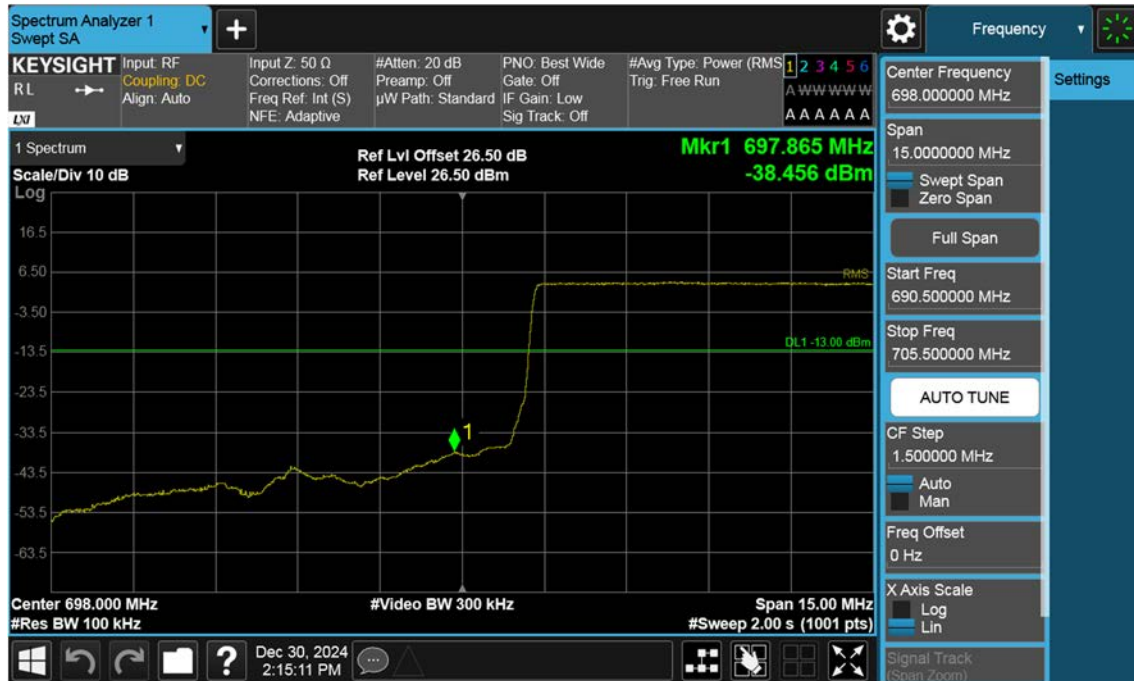 Spectrum Analyzer 1
Swept SA
+
Frequency
KEYSIGHT
RL
LXI
Input: RF
Coupling: DC
Align: Auto
Input Z: 50 Ω
Corrections: Off
Freq Ref: Int (S)
NFE: Adaptive
#Atten: 20 dB
Preamp: Off
µW Path: Standard
PNO: Best Wide
Gate: Off
IF Gain: Low
Sig Track: Off
#Avg Type: Power (RMS
Trig: Free Run
1 2 3 4 5 6
A W W W W W
A A A A A A
1 Spectrum
Scale/Div 10 dB
Ref Lvl Offset 26.50 dB
Ref Level 26.50 dBm
Mkr1 697.865 MHz
-38.456 dBm
Log
16.5
6.50
-3.50
-13.5
-23.5
-33.5
-43.5
-53.5
-63.5
RMS
DL1 -13.00 dBm
1
Center 698.000 MHz
#Res BW 100 kHz
#Video BW 300 kHz
Span 15.00 MHz
#Sweep 2.00 s (1001 pts)
?
Dec 30, 2024
2:15:11 PM
Center Frequency
698.000000 MHz
Span
15.0000000 MHz
Swept Span
Zero Span
Full Span
Start Freq
690.500000 MHz
Stop Freq
705.500000 MHz
AUTO TUNE
CF Step
1.500000 MHz
Auto
Man
Freq Offset
0 Hz
X Axis Scale
Log
Lin
Signal Track
(Span Zoom)
Settings